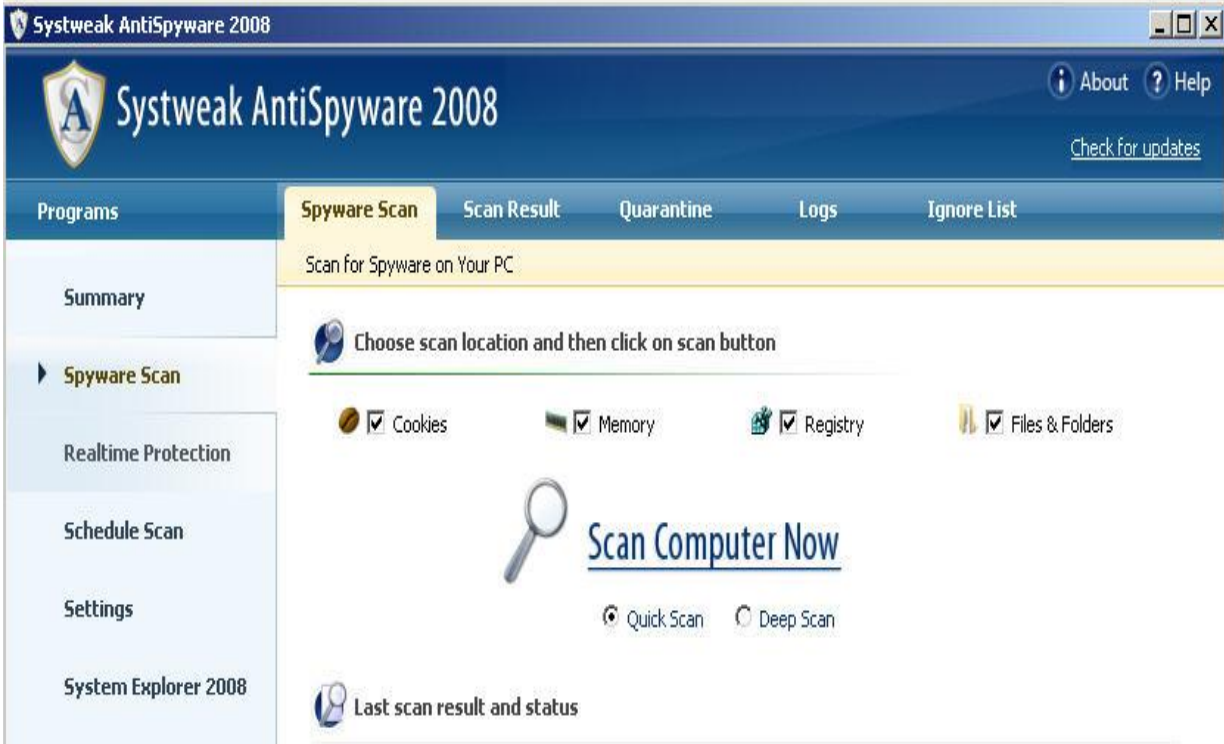 Systweak AntiSpyware 2008
Systweak AntiSpyware 2008
About Help
Check for updates
Programs
Spyware Scan Scan Result Quarantine Logs Ignore List
Scan for Spyware on Your PC
Summary
Spyware Scan
Realtime Protection
Schedule Scan
Settings
System Explorer 2008
Choose scan location and then click on scan button
Cookies Memory Registry Files & Folders
Scan Computer Now
Quick Scan Deep Scan
Last scan result and status